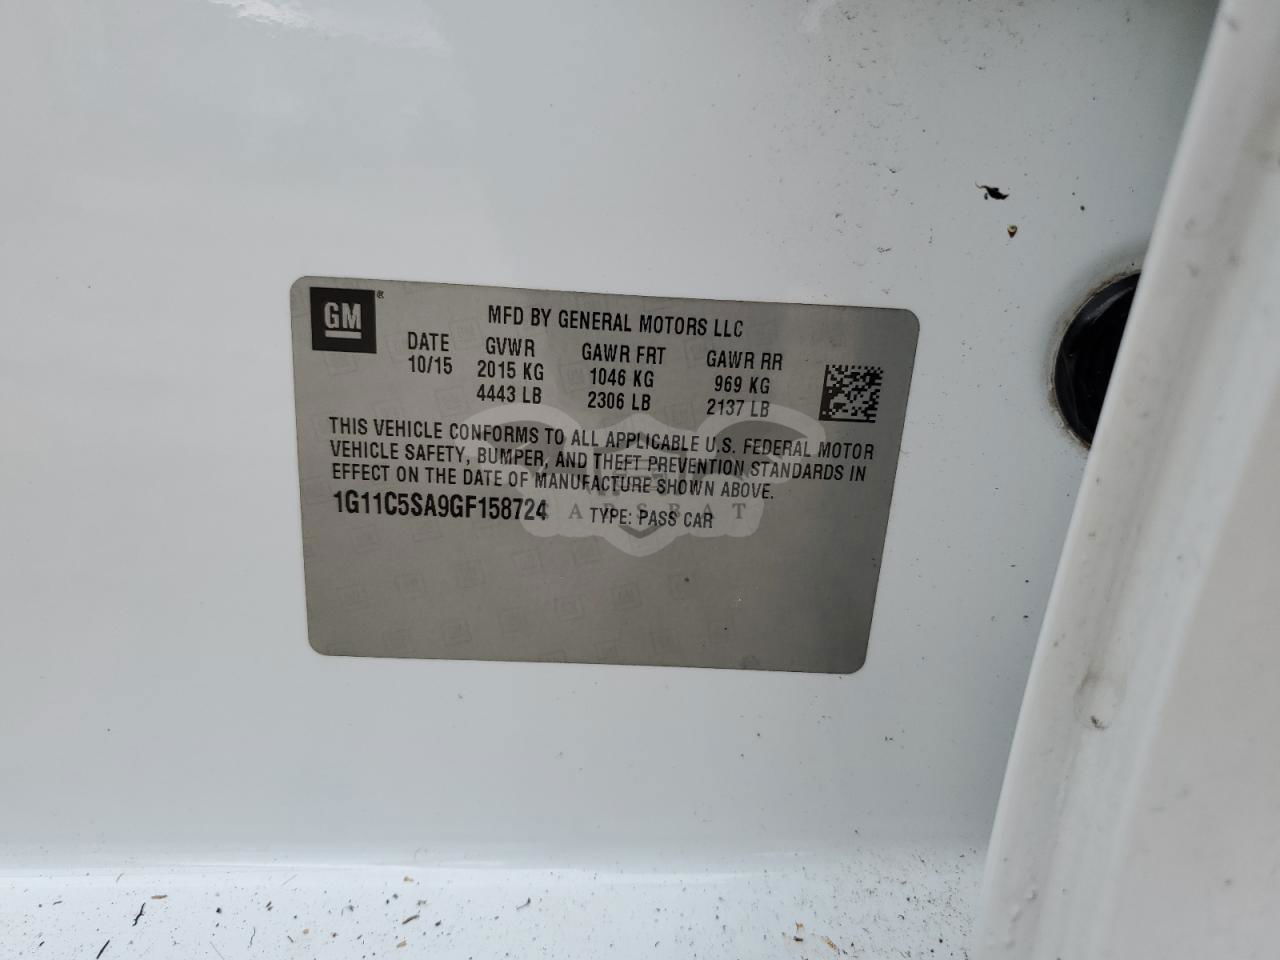 GM®
MFD BY GENERAL MOTORS LLC
DATE GVWR GAWR FRT GAWR RR
10/15 2015 KG 1046 KG 969 KG
4443 LB 2306 LB 2137 LB
THIS VEHICLE CONFORMS TO ALL APPLICABLE U.S. FEDERAL MOTOR
VEHICLE SAFETY, BUMPER, AND THEFT PREVENTION STANDARDS IN
EFFECT ON THE DATE OF MANUFACTURE SHOWN ABOVE.
1G11C5SA9GF158724 TYPE: PASS CAR
CARSBAT